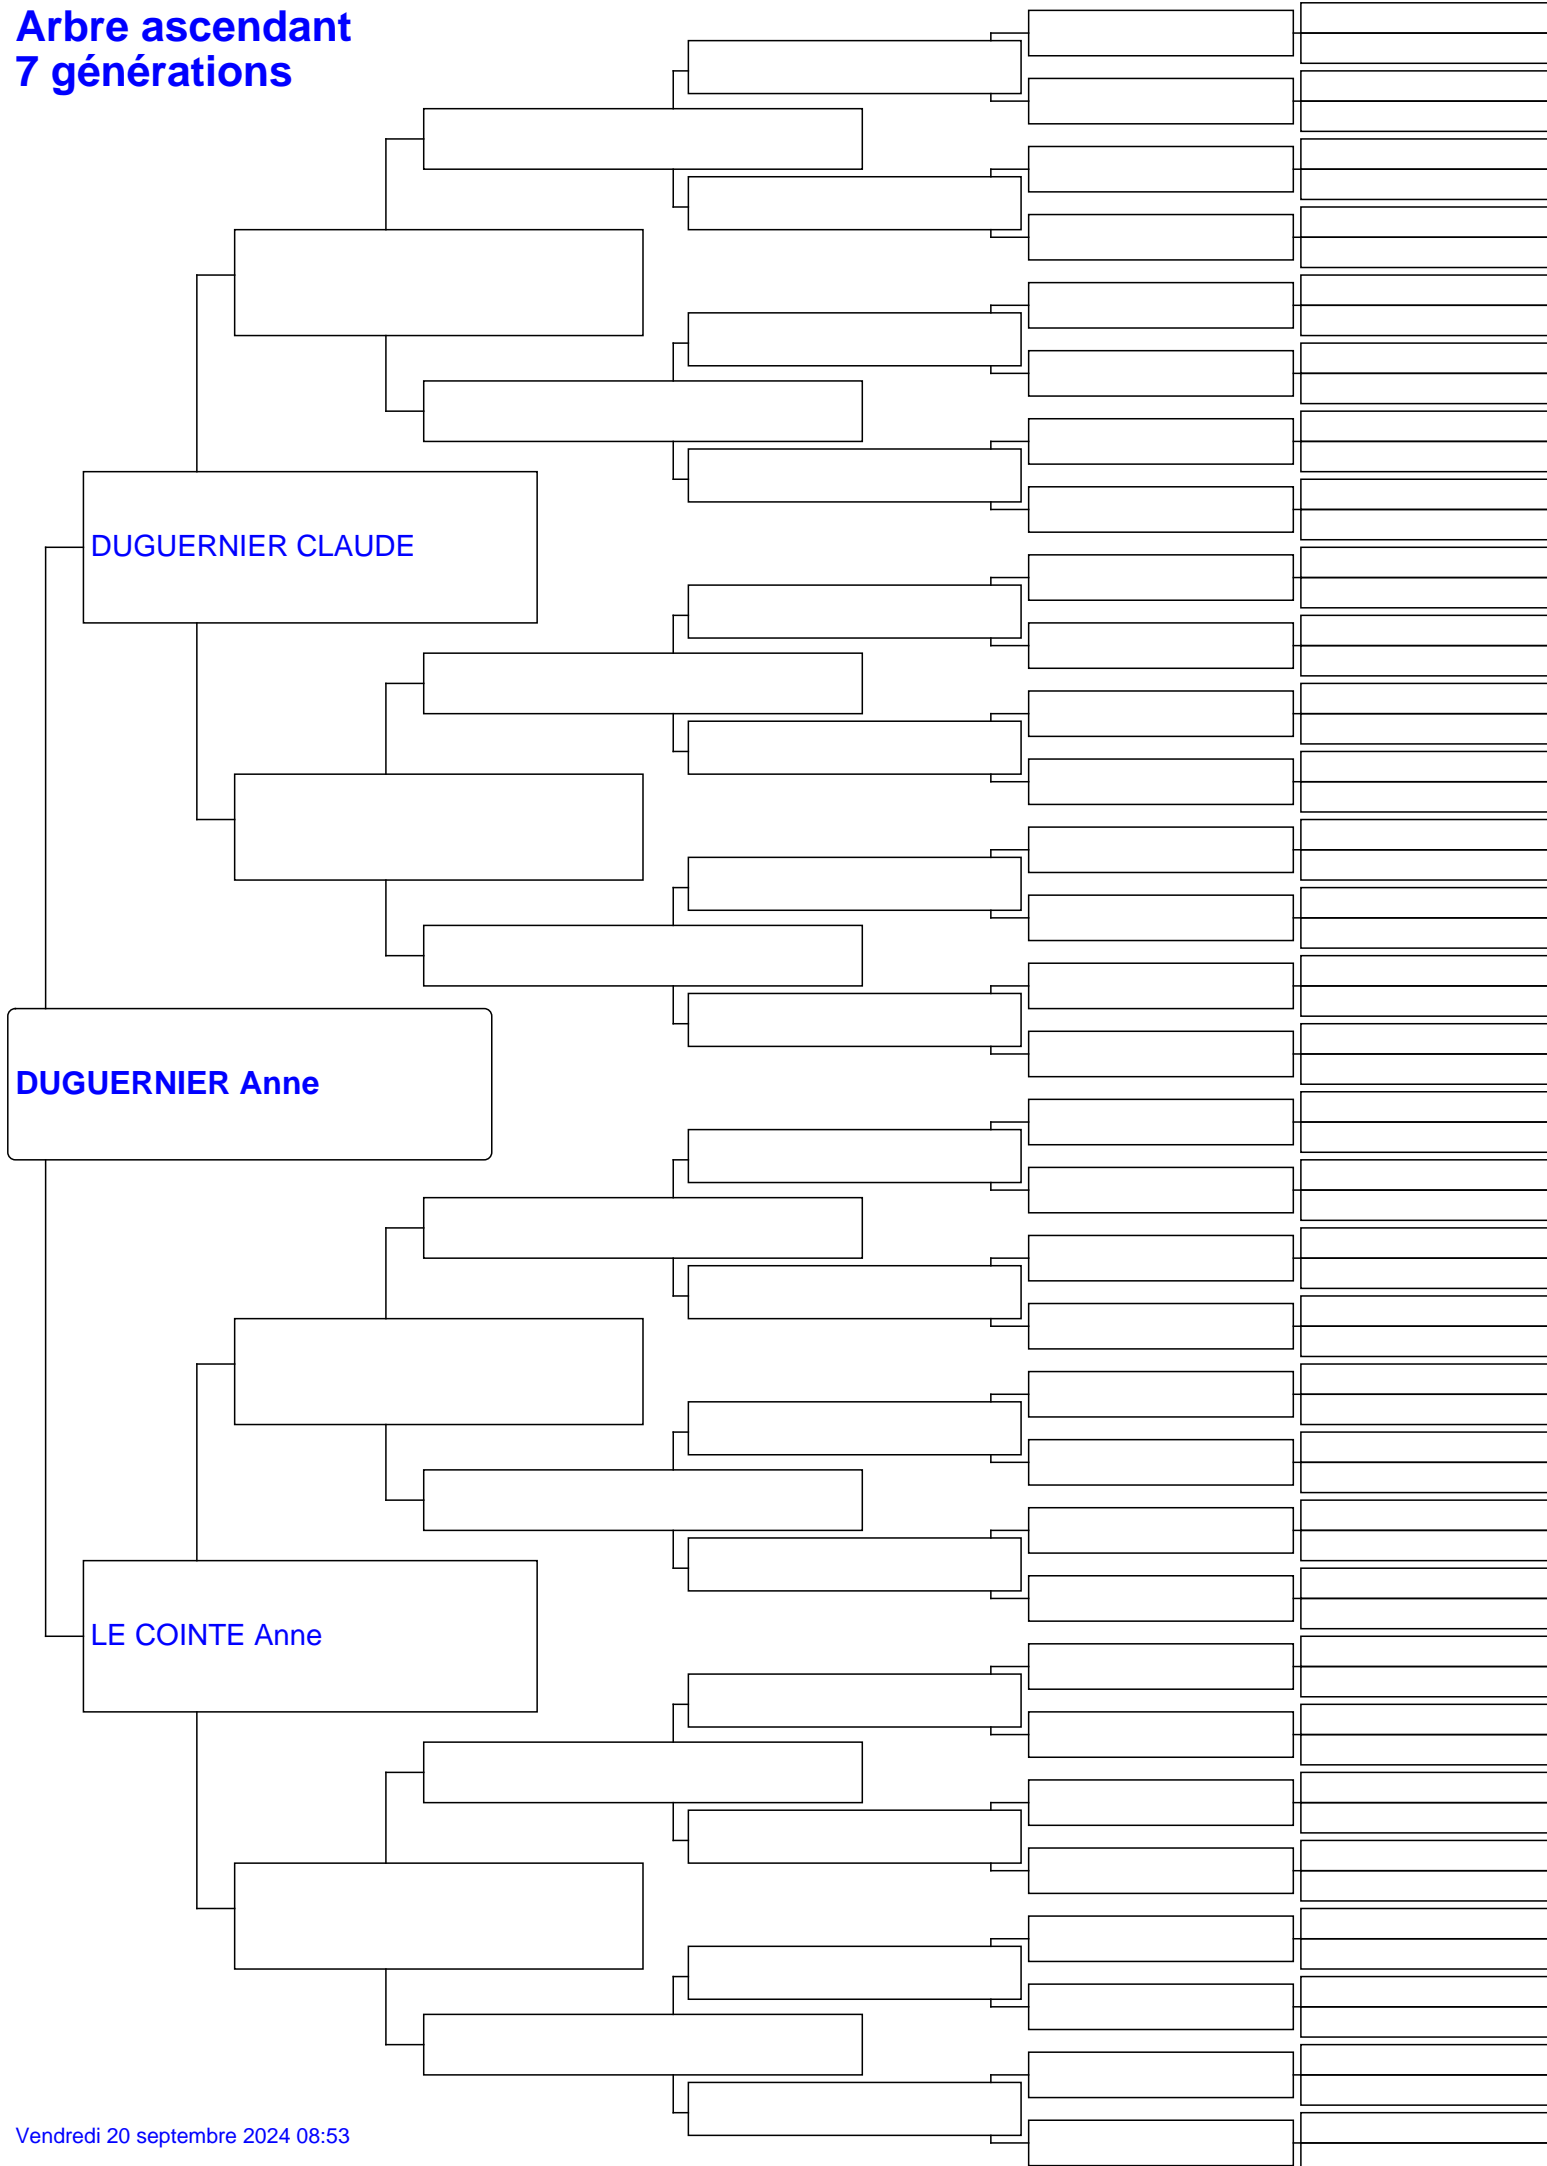 Arbre ascendant
7 générations
DUGUERNIER CLAUDE
DUGUERNIER Anne
LE COINTE Anne
Vendredi 20 septembre 2024 08:53